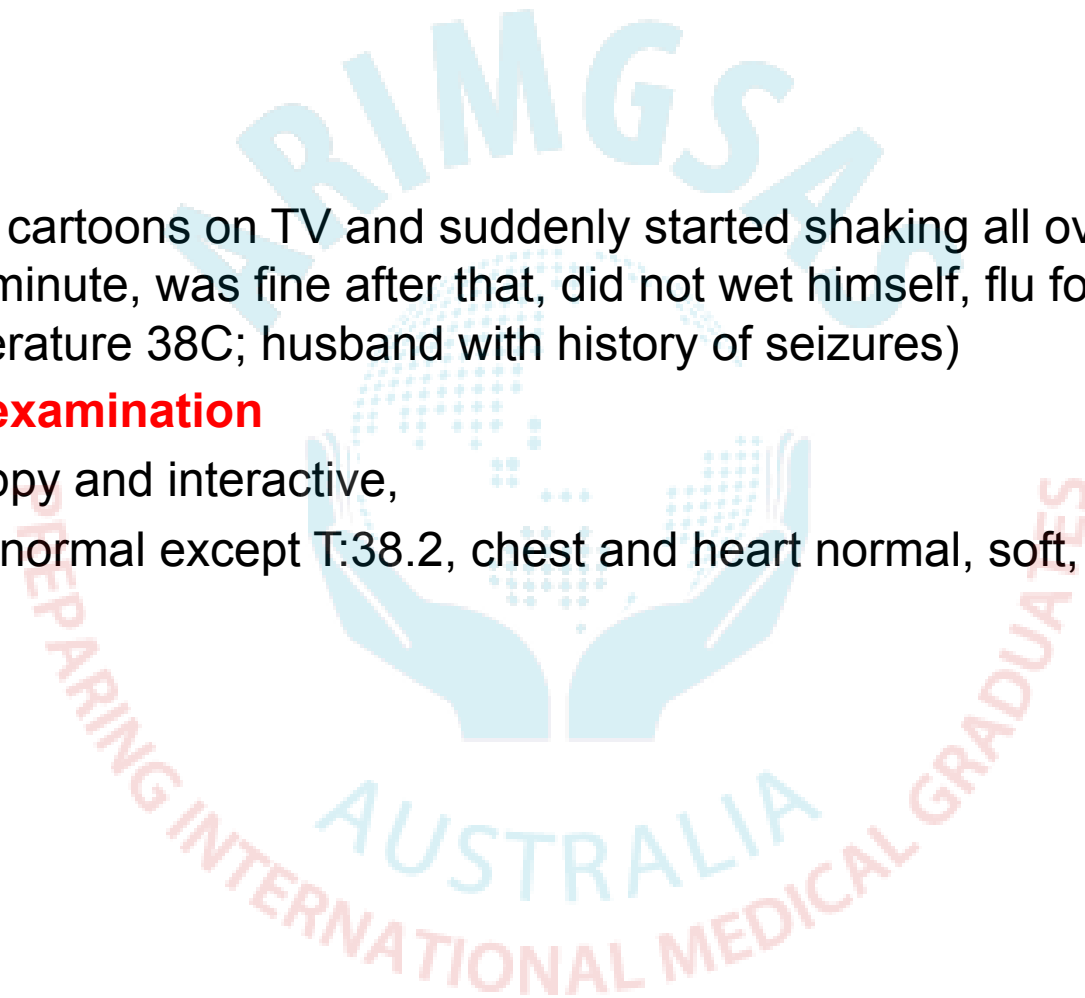 ARIMGSAS
cartoons on TV and suddenly started shaking all ov
minute, was fine after that, did not wet himself, flu fo
erature 38C; husband with history of seizures)
examination
ppy and interactive,
normal except T:38.2, chest and heart normal, soft,
AUSTRALIA
PREPARING INTERNATIONAL MEDICAL GRADUATES